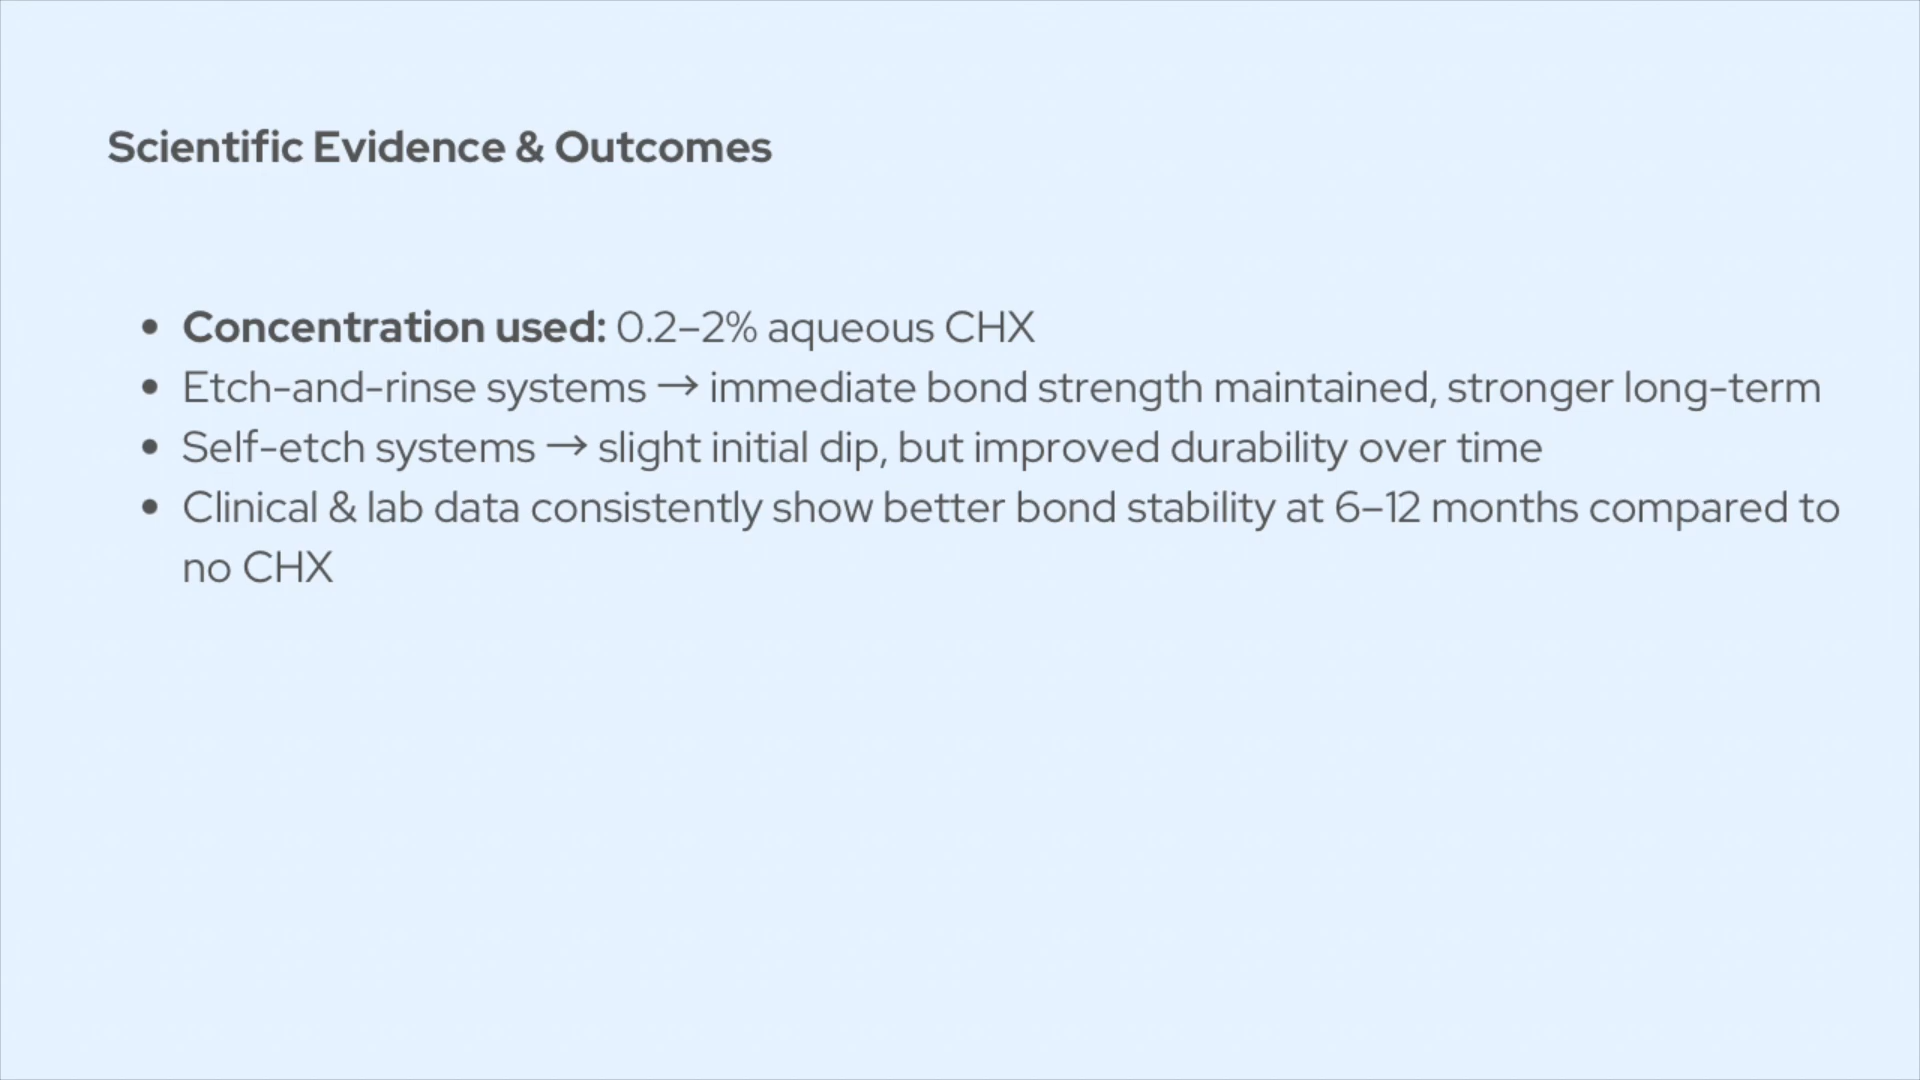 Scientific Evidence & Outcomes
• Concentration used: 0.2–2% aqueous CHX
• Etch-and-rinse systems → immediate bond strength maintained, stronger long-term
• Self-etch systems → slight initial dip, but improved durability over time
• Clinical & lab data consistently show better bond stability at 6–12 months compared to
no CHX